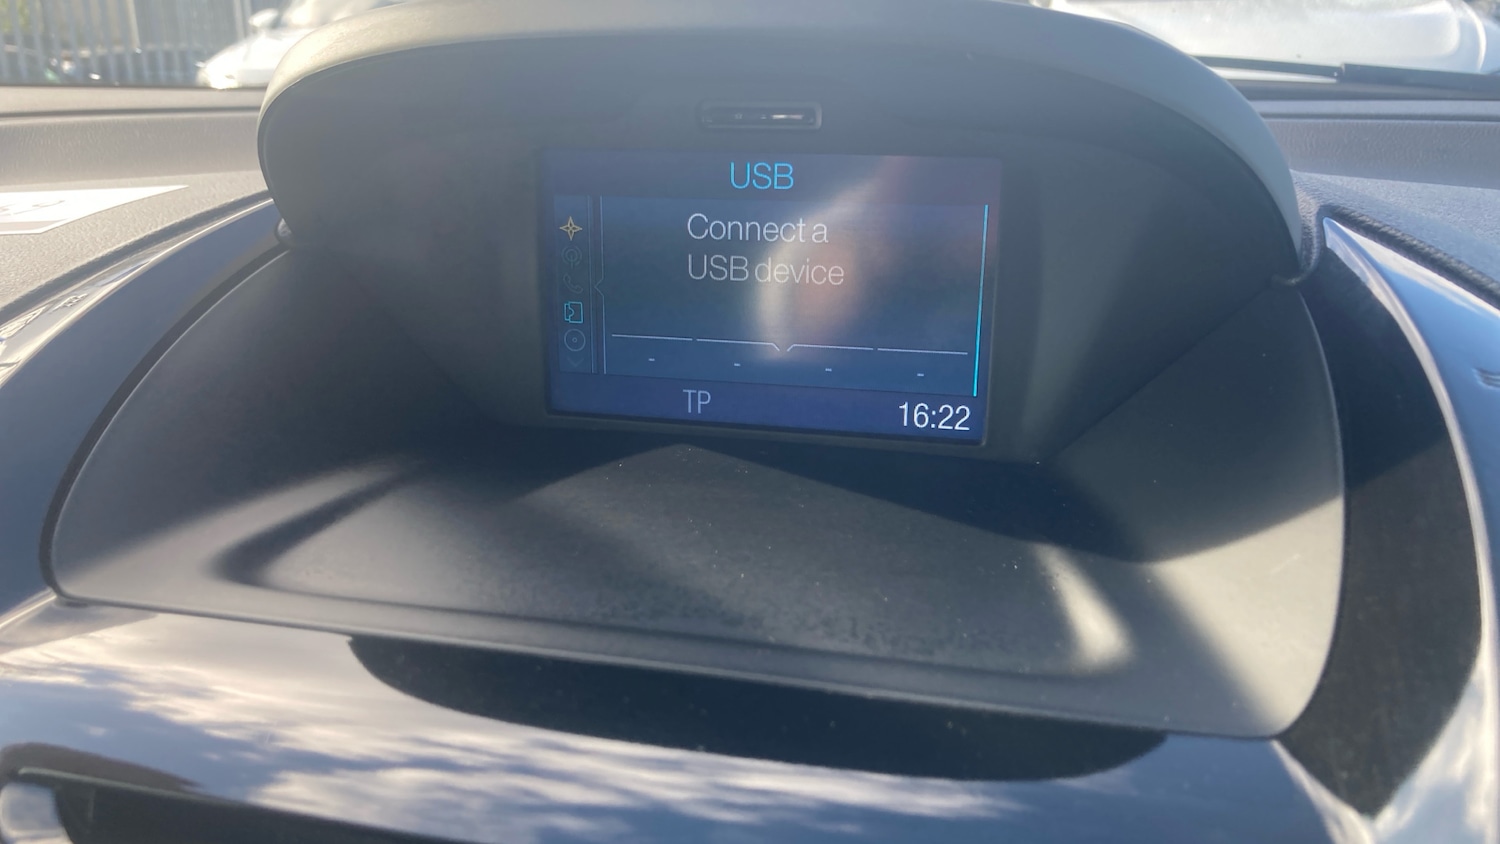 USB
Connect a
USB device
TP
16:22